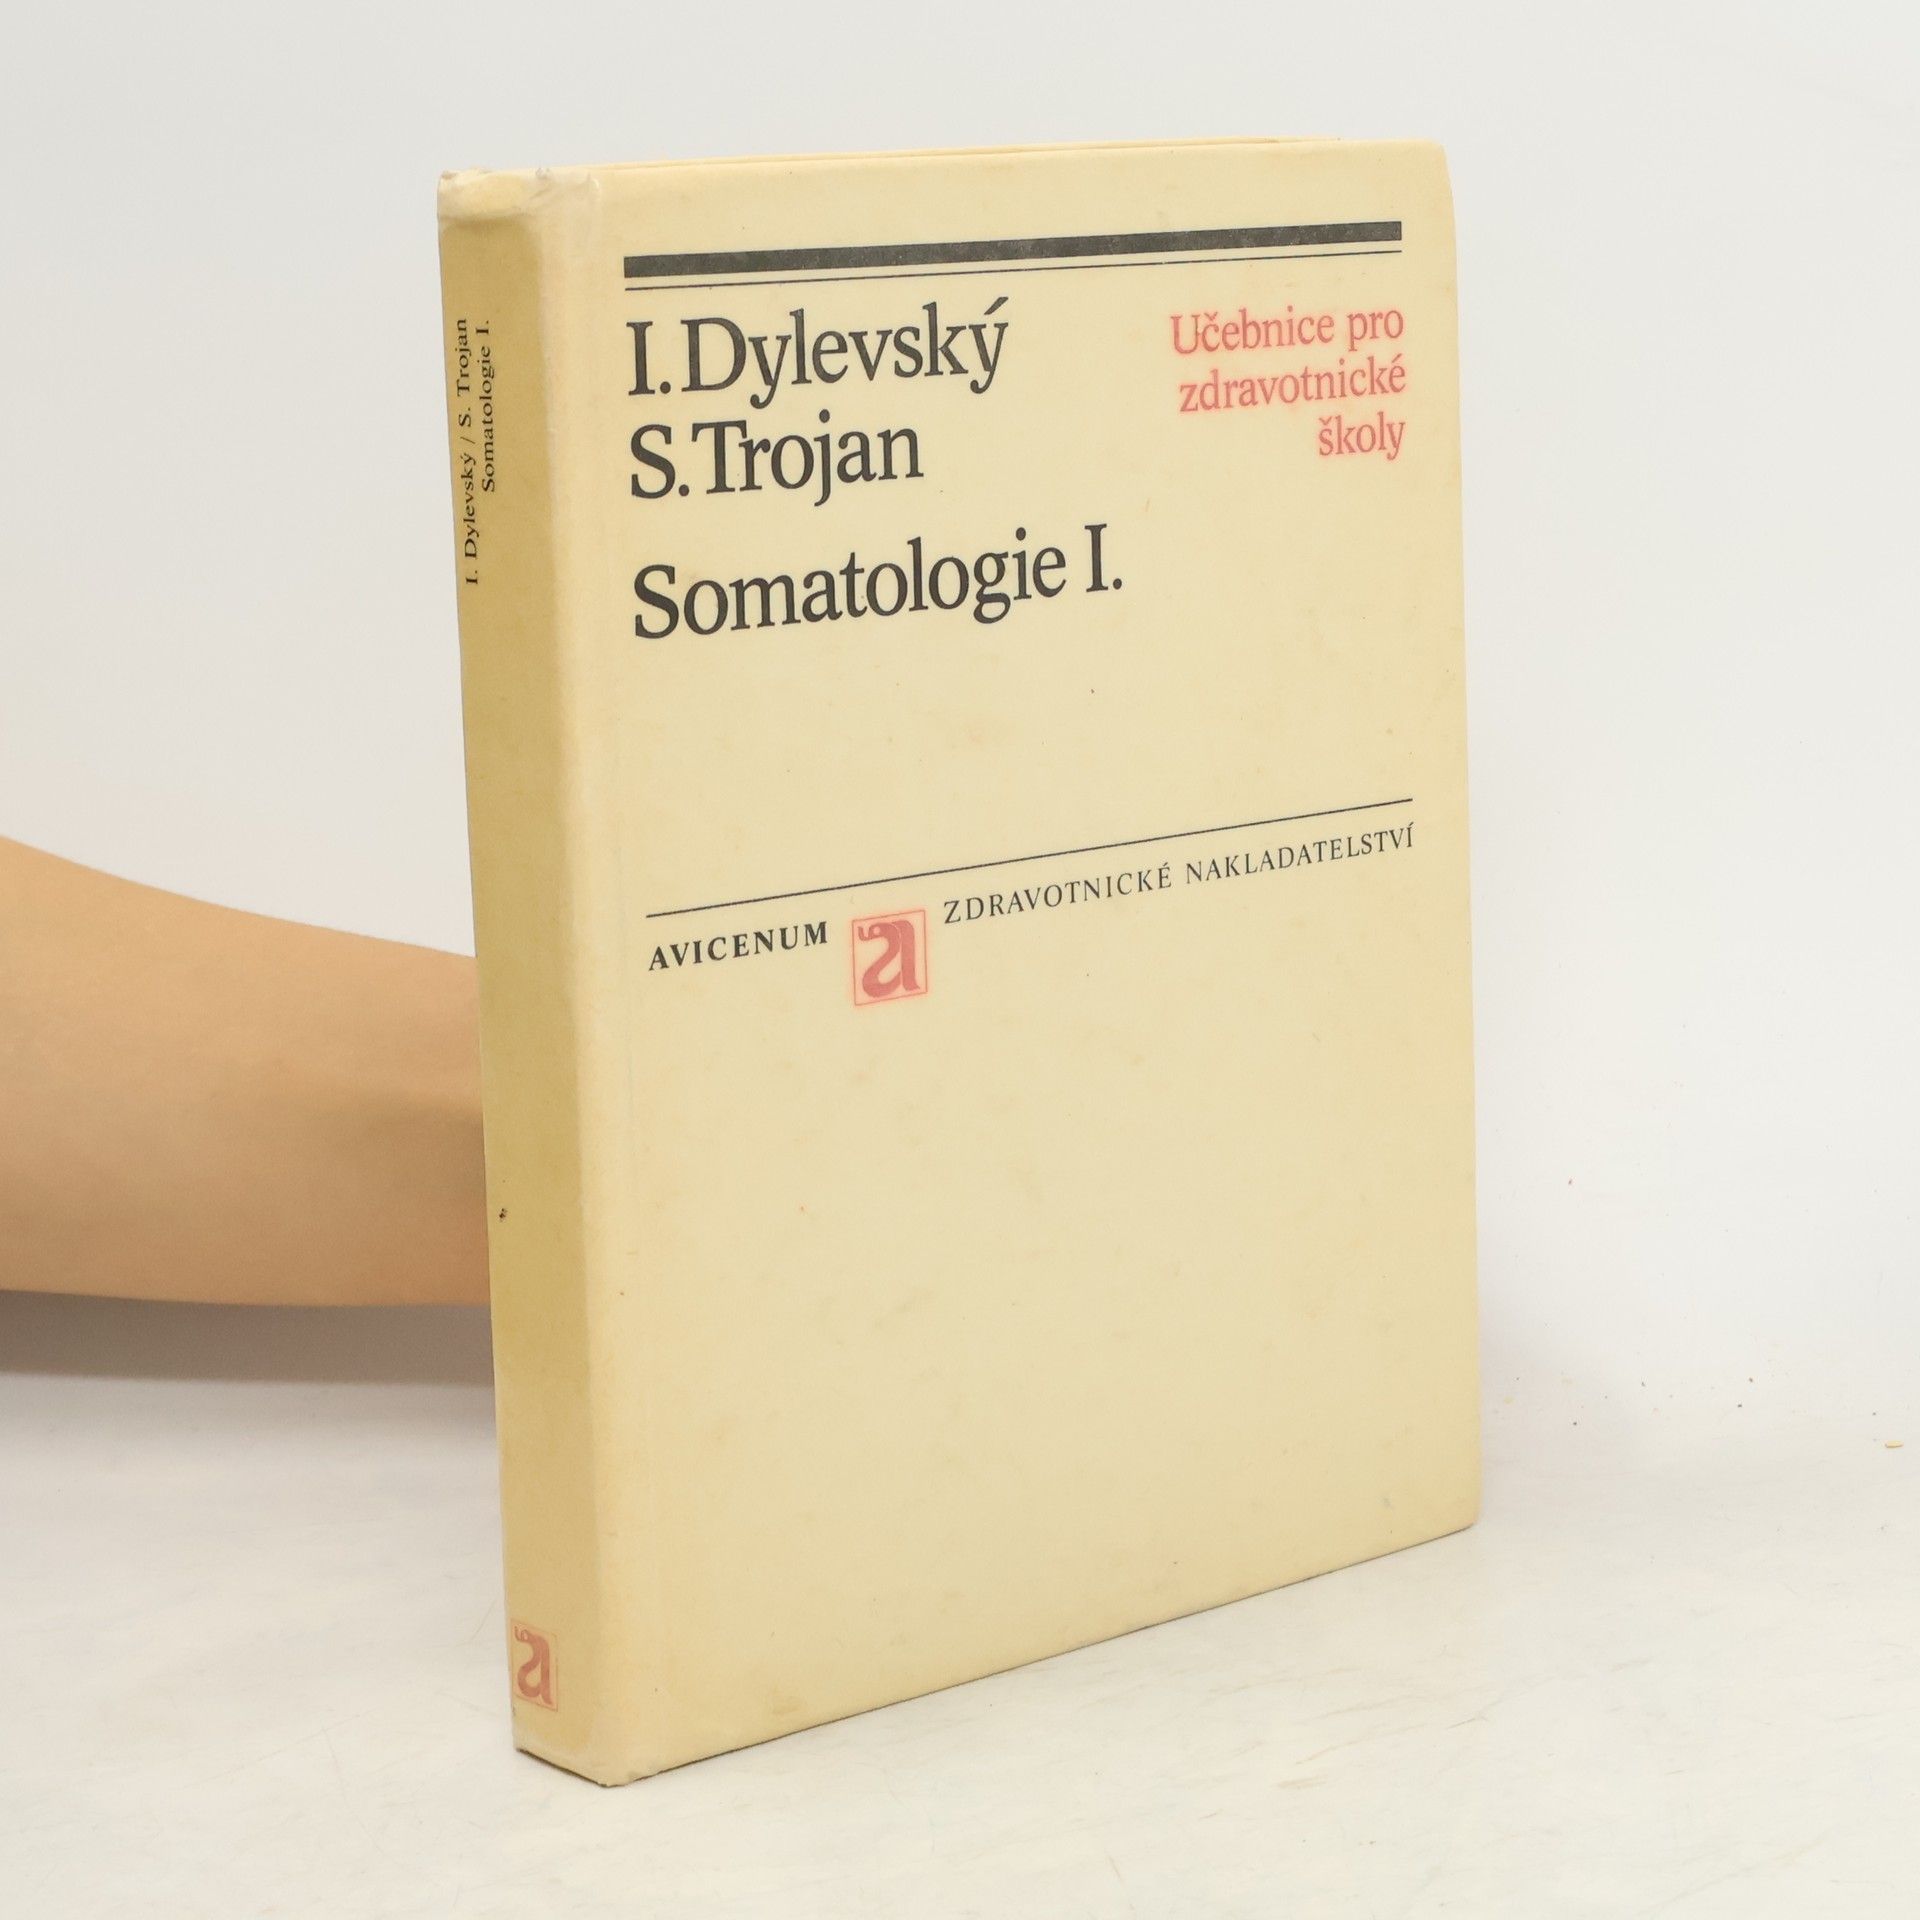 I. Dylevský
S. Trojan
Somatologie I.
Učebnice pro
zdravotnické
školy
AVICENUM a ZDRAVOTNICKÉ NAKLADATELSTVÍ
I. Dylevský / S. Trojan
Somatologie I.
a